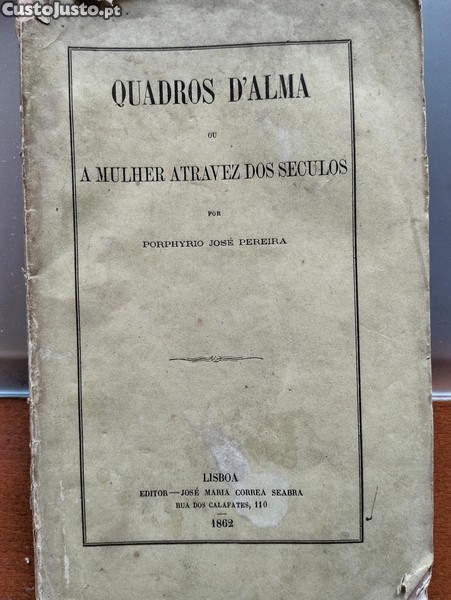 CustoJusto.pt
QUADROS D'ALMA
OU
A MULHER ATRAVEZ DOS SECULOS
POR
PORPHYRIO JOSÉ PEREIRA
LISBOA
EDITOR—JOSÉ MARIA CORREA SEABRA
RUA DOS CALAFATES, 110
1862